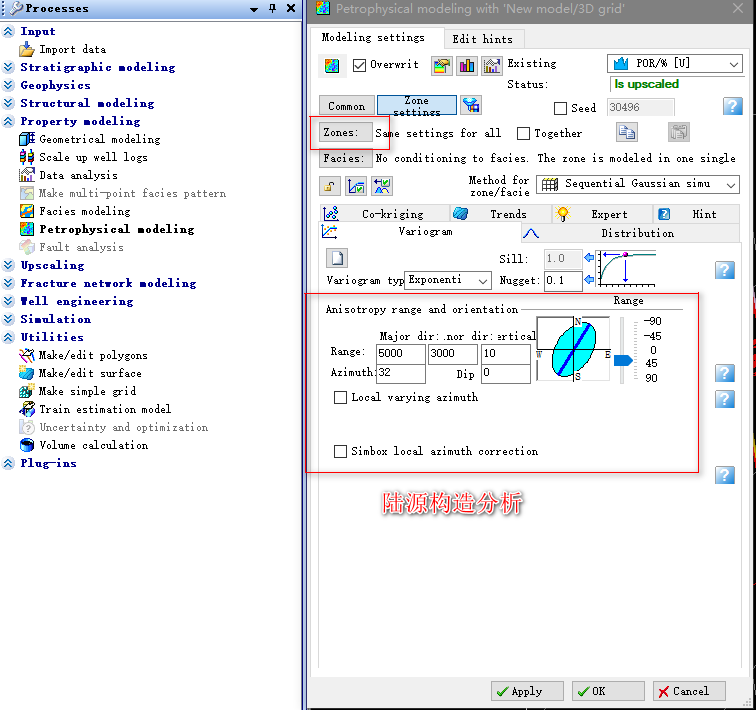 Processes
Input
Import data
Stratigraphic modeling
Geophysics
Structural modeling
Property modeling
Geometrical modeling
Scale up well logs
Data analysis
Make multi-point facies pattern
Facies modeling
Petrophysical modeling
Fault analysis
Upscaling
Fracture network modeling
Well engineering
Simulation
Utilities
Make/edit polygons
Make/edit surface
Make simple grid
Train estimation model
Uncertainty and optimization
Volume calculation
Plug-ins
Petrophysical modeling with 'New model/3D grid'
Modeling settings
Edit hints
Overwrit
Existing
POR/% [U]
Status:
Is upscaled
Common
Zone settings
Seed
30496
Zones:
Same settings for all
Together
Facies:
No conditioning to facies. The zone is modeled in one single
Method for zone/facie
Sequential Gaussian simu
Co-kriging
Trends
Expert
Hint
Variogram
Distribution
Sill:
1.0
Variogram typ
Exponenti
Nugget:
0.1
Range
Anisotropy range and orientation
Major dir:
.nor dir:
ertical
Range:
5000
3000
10
Azimuth:
32
Dip
0
N
W
E
S
-90
-45
0
45
90
Local varying azimuth
Simbox local azimuth correction
陆源构造分析
Apply
OK
Cancel